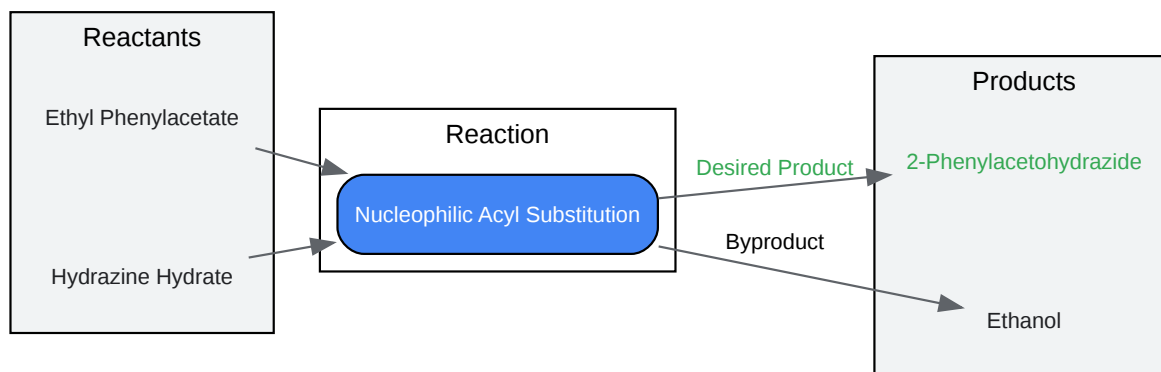 Reactants
Ethyl Phenylacetate
Hydrazine Hydrate
Reaction
Nucleophilic Acyl Substitution
Desired Product
Byproduct
Products
2-Phenylacetohydrazide
Ethanol